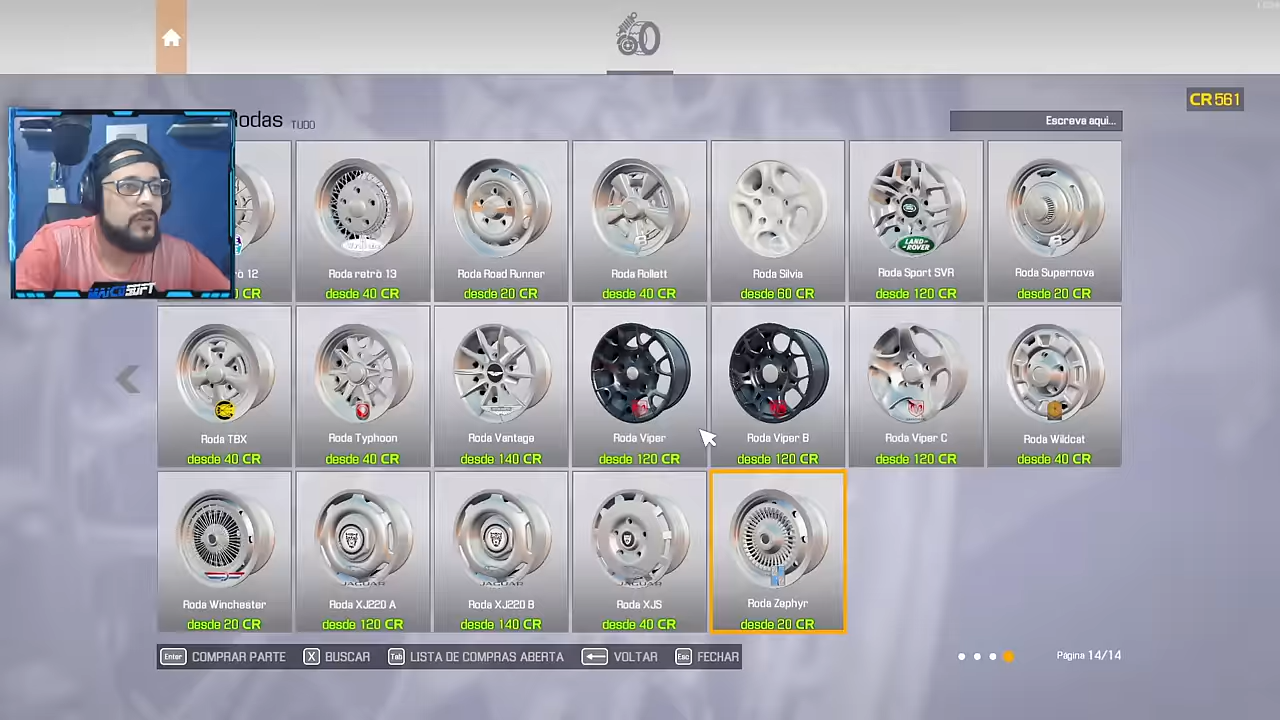 CR 561
Rodas TUDO
Escreva aqui...
Roda retrò 13
Roda Road Runner
Roda Rollett
Roda Silvia
Roda Sport SVR
Roda Supernova
desde 40 CR
desde 20 CR
desde 40 CR
desde 60 CR
desde 120 CR
desde 20 CR
LAND-ROVER
MAICOSOFT
Roda TBX
Roda Typhoon
Roda Vantage
Roda Viper
Roda Viper B
Roda Viper C
Roda Wildcat
desde 40 CR
desde 40 CR
desde 140 CR
desde 120 CR
desde 120 CR
desde 120 CR
desde 40 CR
JAGUAR
JAGUAR
JAGUAR
Roda Winchester
Roda XJ220 A
Roda XJ220 B
Roda XJS
Roda Zephyr
desde 20 CR
desde 120 CR
desde 140 CR
desde 40 CR
desde 20 CR
Enter COMPRAR PARTE X BUSCAR Tab LISTA DE COMPRAS ABERTA VOLTAR Esc FECHAR
Página 14/14